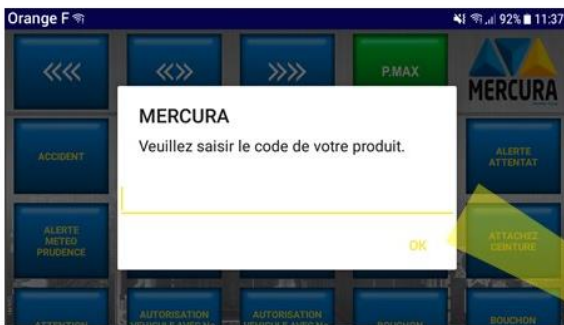 Orange F 92% 11:37
<<< <<>> >>> P.MAX
MERCURA
MERCURA
Veuillez saisir le code de votre produit.
ACCIDENT
ALERTE
ATTENTAT
OK
ALERTE
METEO
PRUDENCE
ATTACHEZ
CEINTURE
ATTENTION
AUTORISATION
AUTORISATION
BOUCHON
BOUCHON